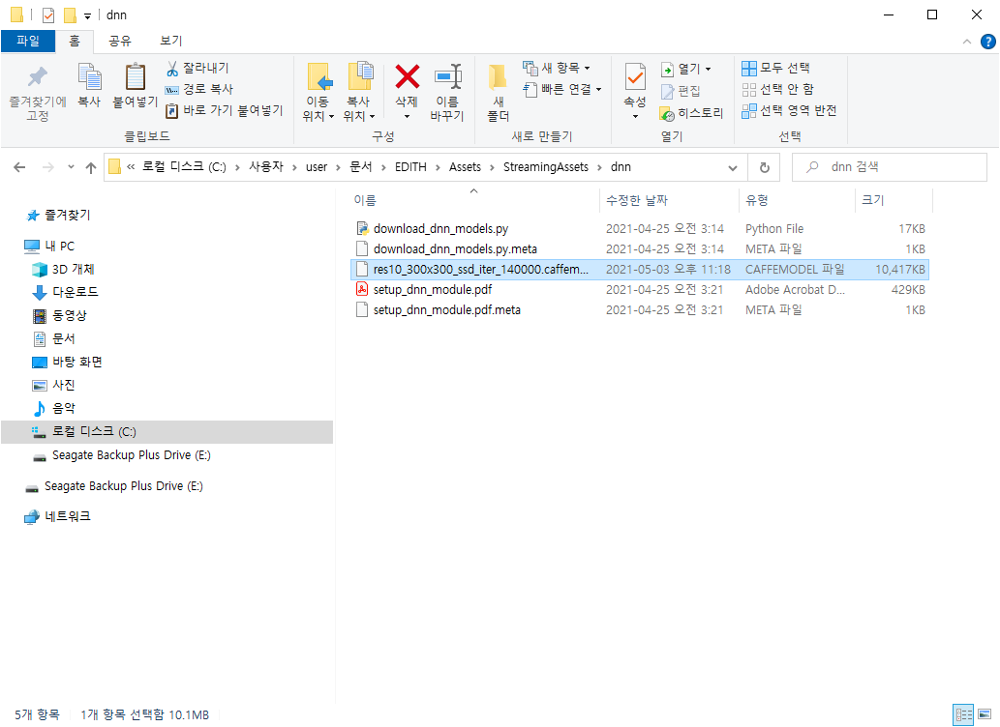 dnn
파일 홈 공유 보기
즐겨찾기에 고정
복사
붙여넣기
잘라내기
경로 복사
바로 가기 붙여넣기
클립보드
이동 위치
복사 위치
삭제
이름 바꾸기
구성
새 폴더
새 항목
빠른 연결
새로 만들기
속성
열기
편집
히스토리
열기
모두 선택
선택 안 함
선택 영역 반전
선택
« 로컬 디스크 (C:) › 사용자 › user › 문서 › EDITH › Assets › StreamingAssets › dnn
dnn 검색
즐겨찾기
내 PC
3D 개체
다운로드
동영상
문서
바탕 화면
사진
음악
로컬 디스크 (C:)
Seagate Backup Plus Drive (E:)
Seagate Backup Plus Drive (E:)
네트워크
이름 수정한 날짜 유형 크기
download_dnn_models.py 2021-04-25 오전 3:14 Python File 17KB
download_dnn_models.py.meta 2021-04-25 오전 3:14 META 파일 1KB
res10_300x300_ssd_iter_140000.caffem... 2021-05-03 오후 11:18 CAFFEMODEL 파일 10,417KB
setup_dnn_module.pdf 2021-04-25 오전 3:21 Adobe Acrobat D... 429KB
setup_dnn_module.pdf.meta 2021-04-25 오전 3:21 META 파일 1KB
5개 항목 1개 항목 선택함 10.1MB